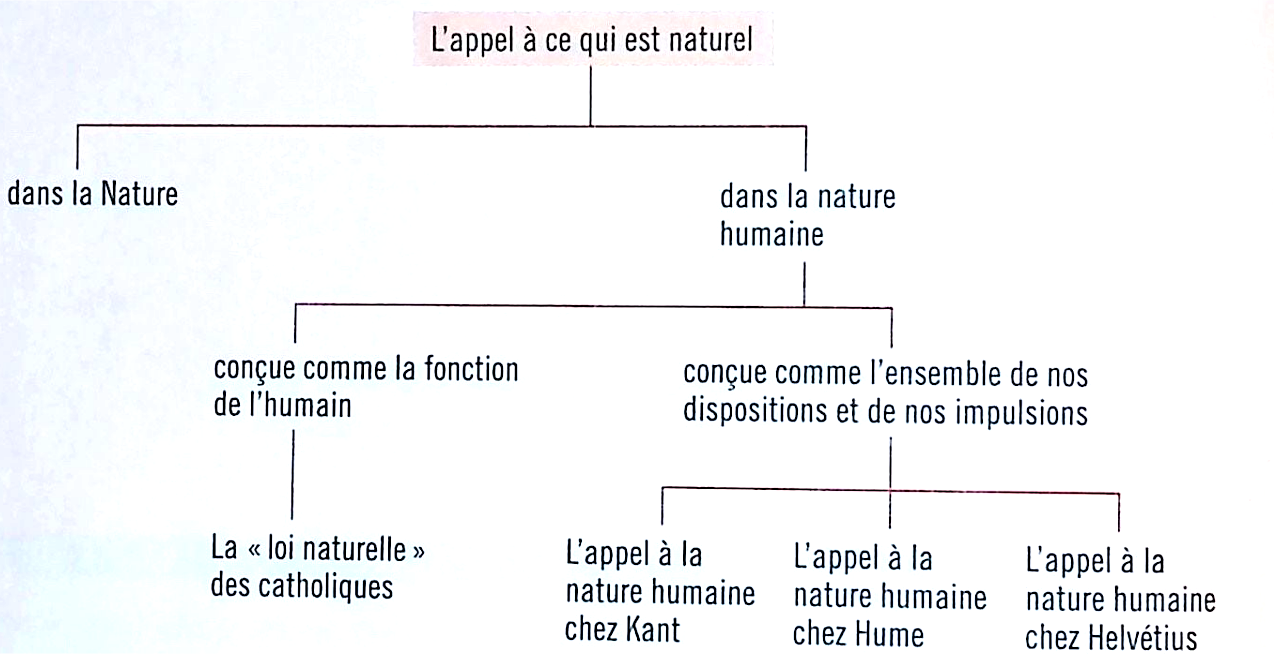 L'appel à ce qui est naturel
dans la Nature
dans la nature
humaine
conçue comme la fonction
de l'humain
conçue comme l'ensemble de nos
dispositions et de nos impulsions
La « loi naturelle »
des catholiques
L'appel à la
nature humaine
chez Kant
L'appel à la
nature humaine
chez Hume
L'appel à la
nature humaine
chez Helvétius